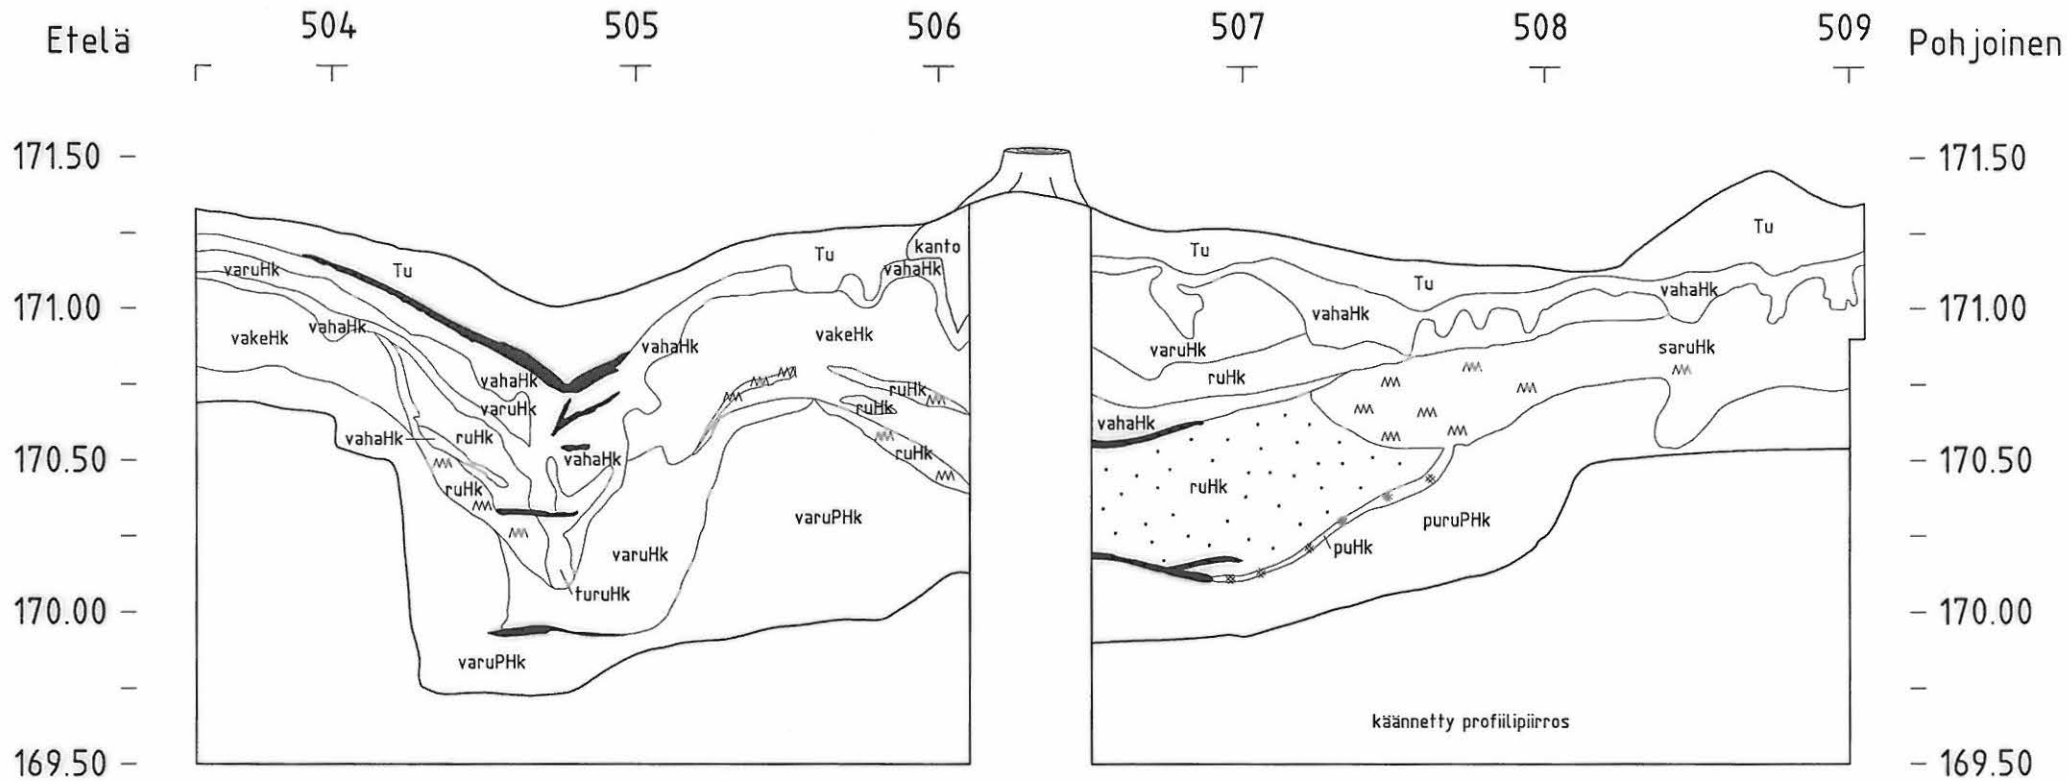 Etelä 504 505 506 507 508 509 Pohjoinen
171.50 171.50
Tu
kanto
Tu Tu
varuHk Tu vahaHk
Tu
vahaHk
171.00 171.00
vahaHk
vahaHk
vakeHk vahaHk vakeHk
varuHk saruHk
vahaHk ruHk ruHk
varuHk ruHk
vahaHk
vahaHk ruHk
ruHk
170.50 vahaHk 170.50
ruHk ruHk
varuPHk puruPHk
varuHk puHk
turuHk
170.00 170.00
varuPHk
käännetty profiilipiirros
169.50 169.50